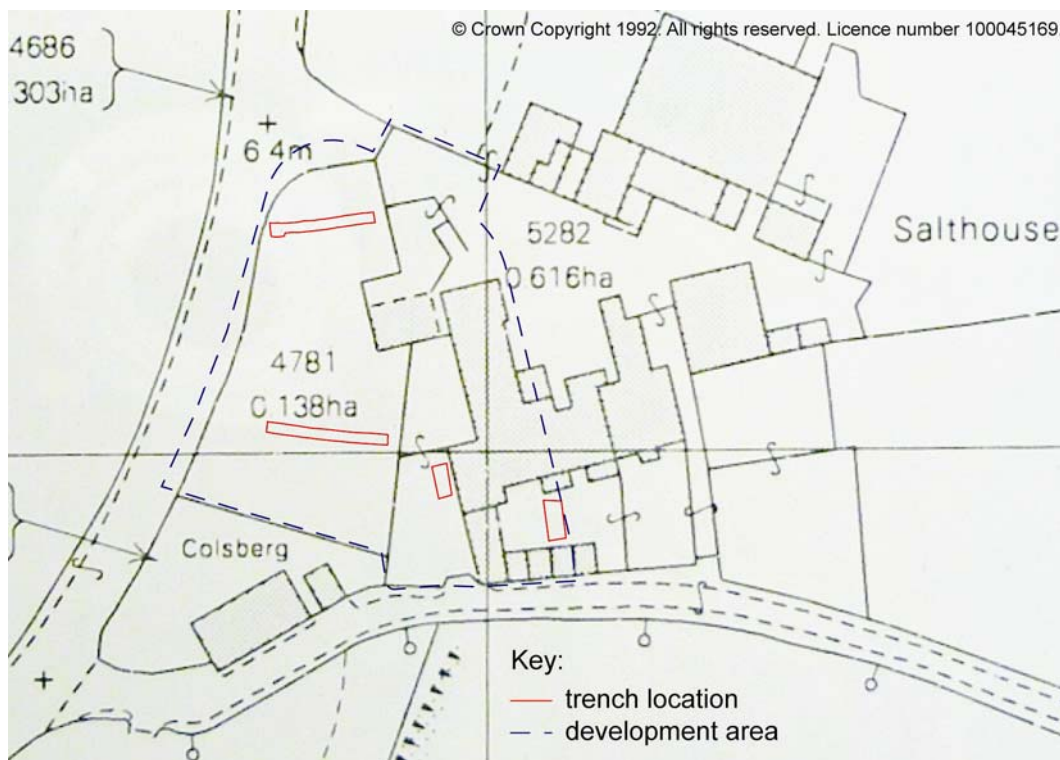 © Crown Copyright 1992. All rights reserved. Licence number 100045169.
4686
303ha
6 4m
5282
0.616ha
Salthouse
4781
0.138ha
Colsberg
Key:
trench location
development area